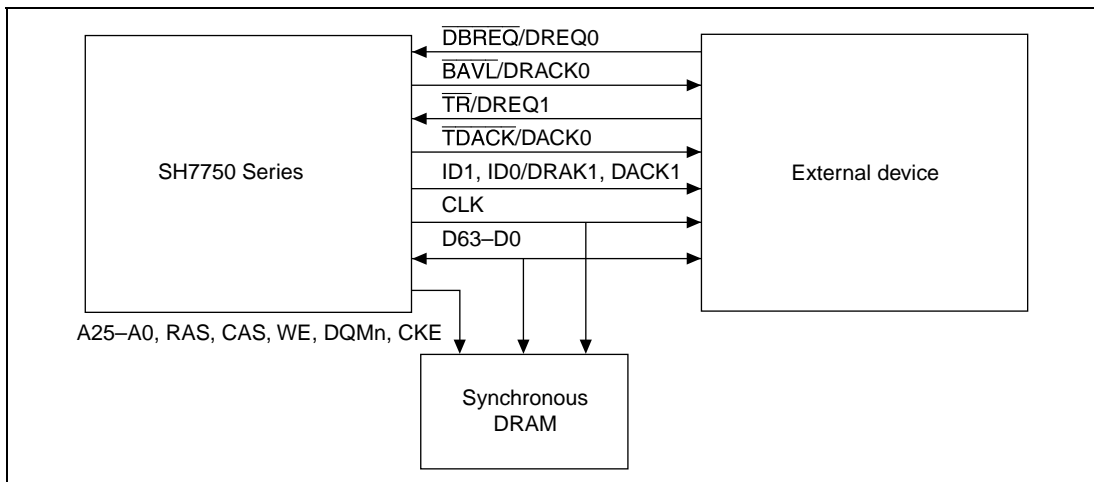 DBREQ/DREQ0
BAVL/DRACK0
TR/DREQ1
TDACK/DACK0
SH7750 Series
ID1, ID0/DRAK1, DACK1
External device
CLK
D63–D0
A25–A0, RAS, CAS, WE, DQMn, CKE
Synchronous
DRAM